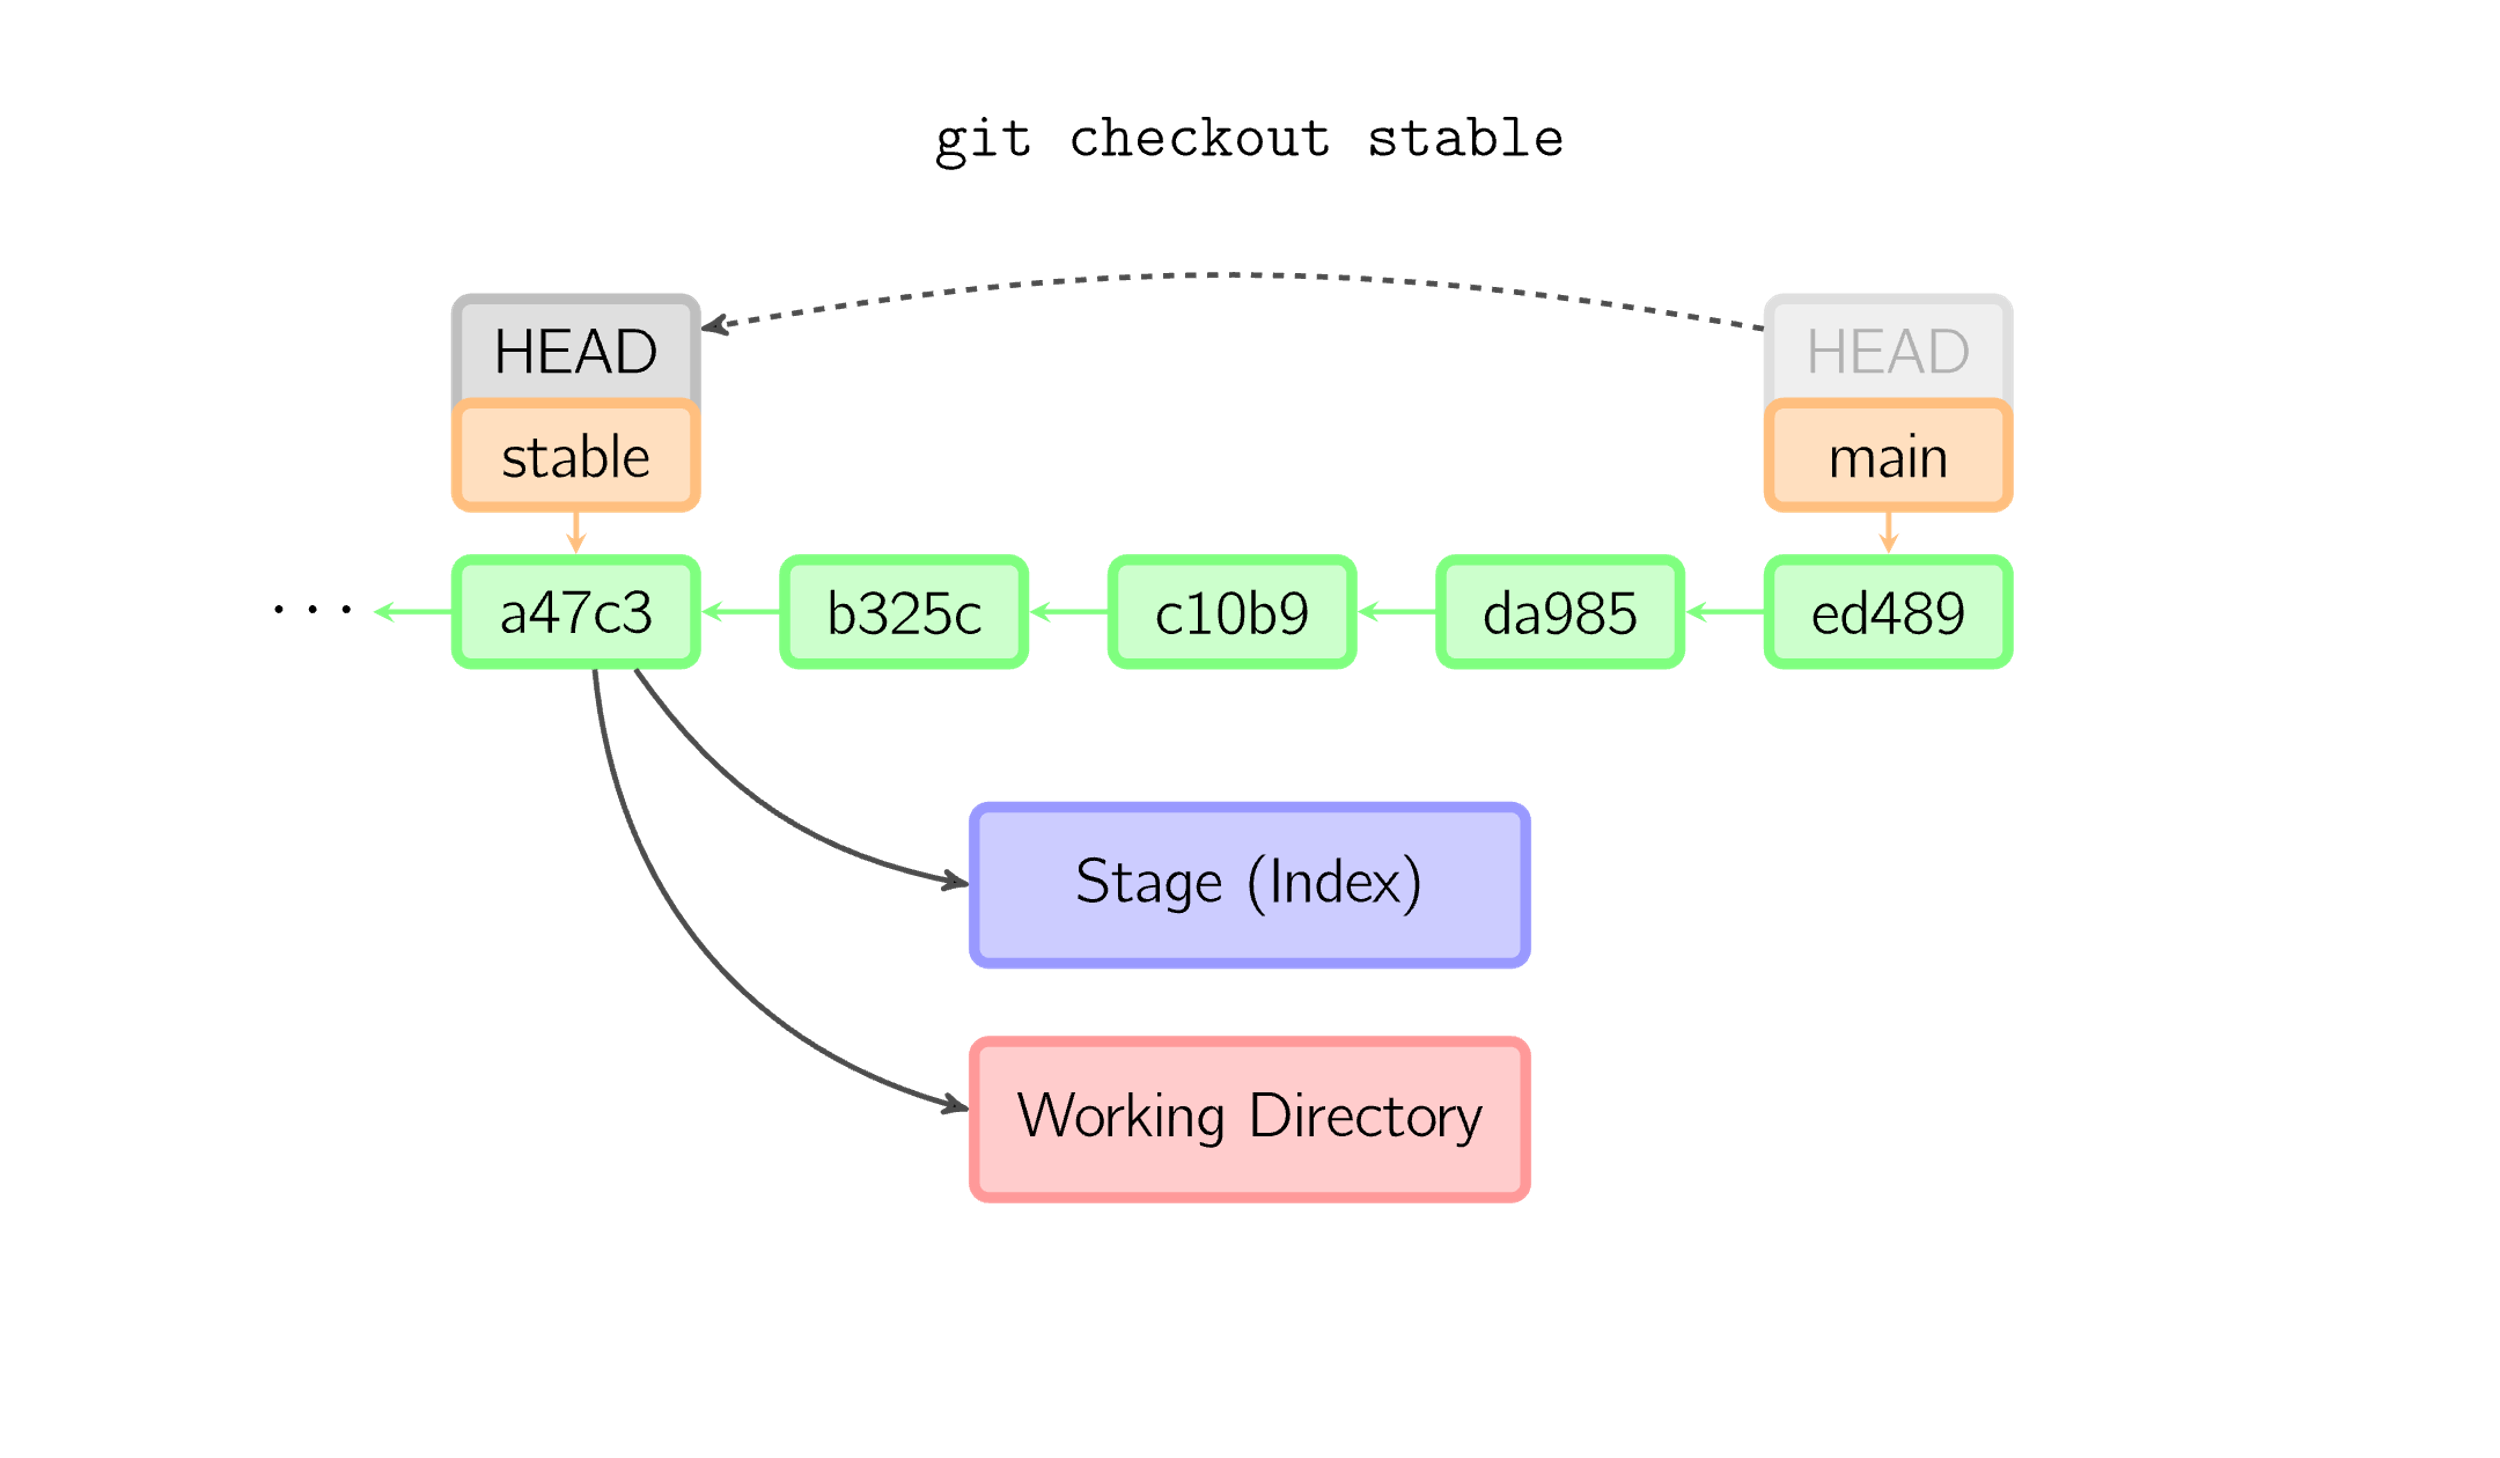 git checkout stable
HEAD
HEAD
stable
main
...
a47c3
b325c
c10b9
da985
ed489
Stage (Index)
Working Directory